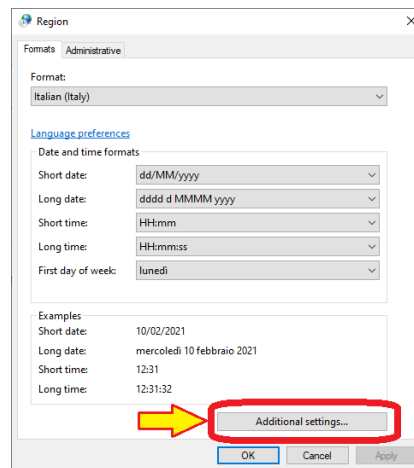 Region
Formats Administrative
Format:
Italian (Italy)
Language preferences
Date and time formats
Short date: dd/MM/yyyy
Long date: dddd d MMMM yyyy
Short time: HH:mm
Long time: HH:mm:ss
First day of week: lunedì
Examples
Short date: 10/02/2021
Long date: mercoledì 10 febbraio 2021
Short time: 12:31
Long time: 12:31:32
Additional settings...
OK Cancel Apply